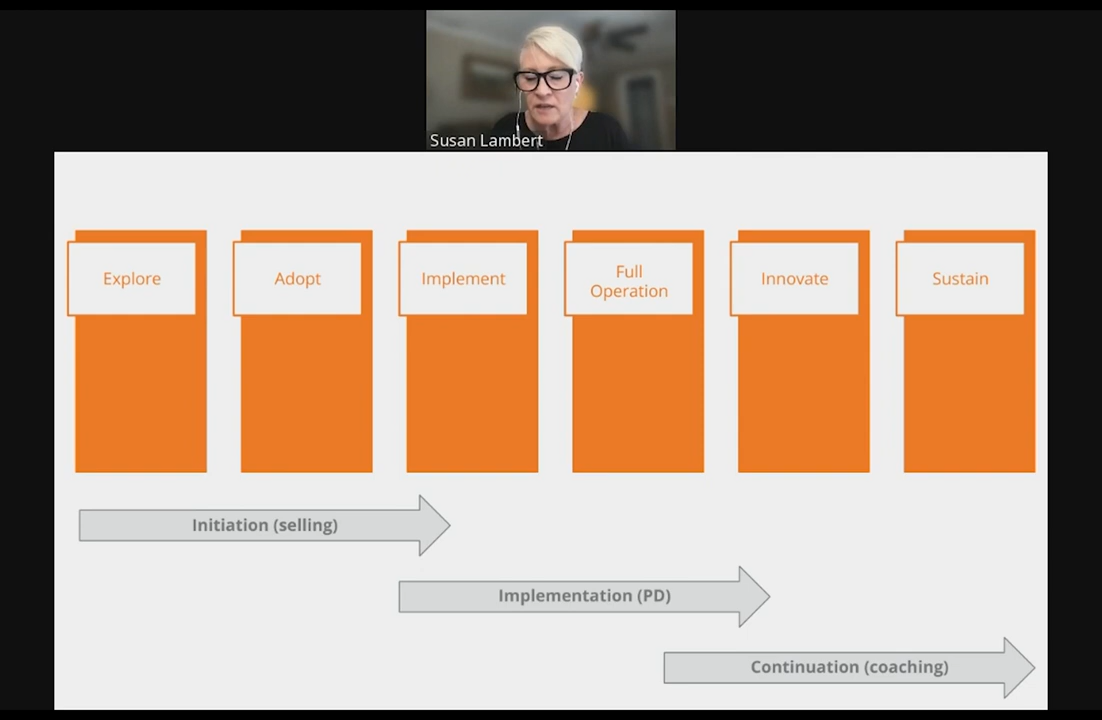 Susan Lambert
Explore
Adopt
Implement
Full
Operation
Innovate
Sustain
Initiation (selling)
Implementation (PD)
Continuation (coaching)